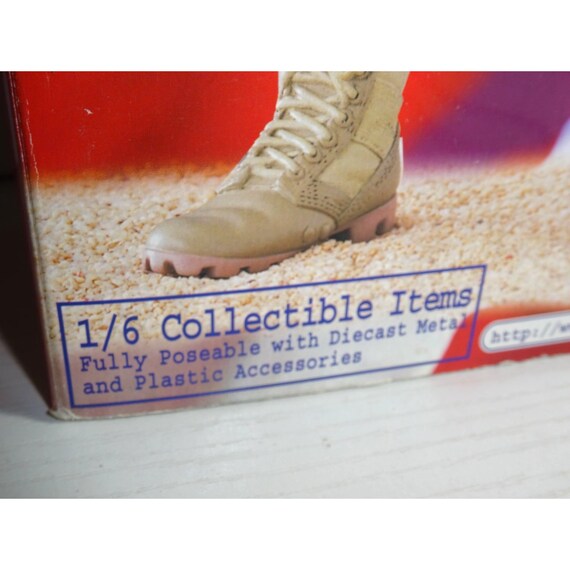 1/6 Collectible Items
Fully Poseable with Diecast Metal
and Plastic Accessories
http://w